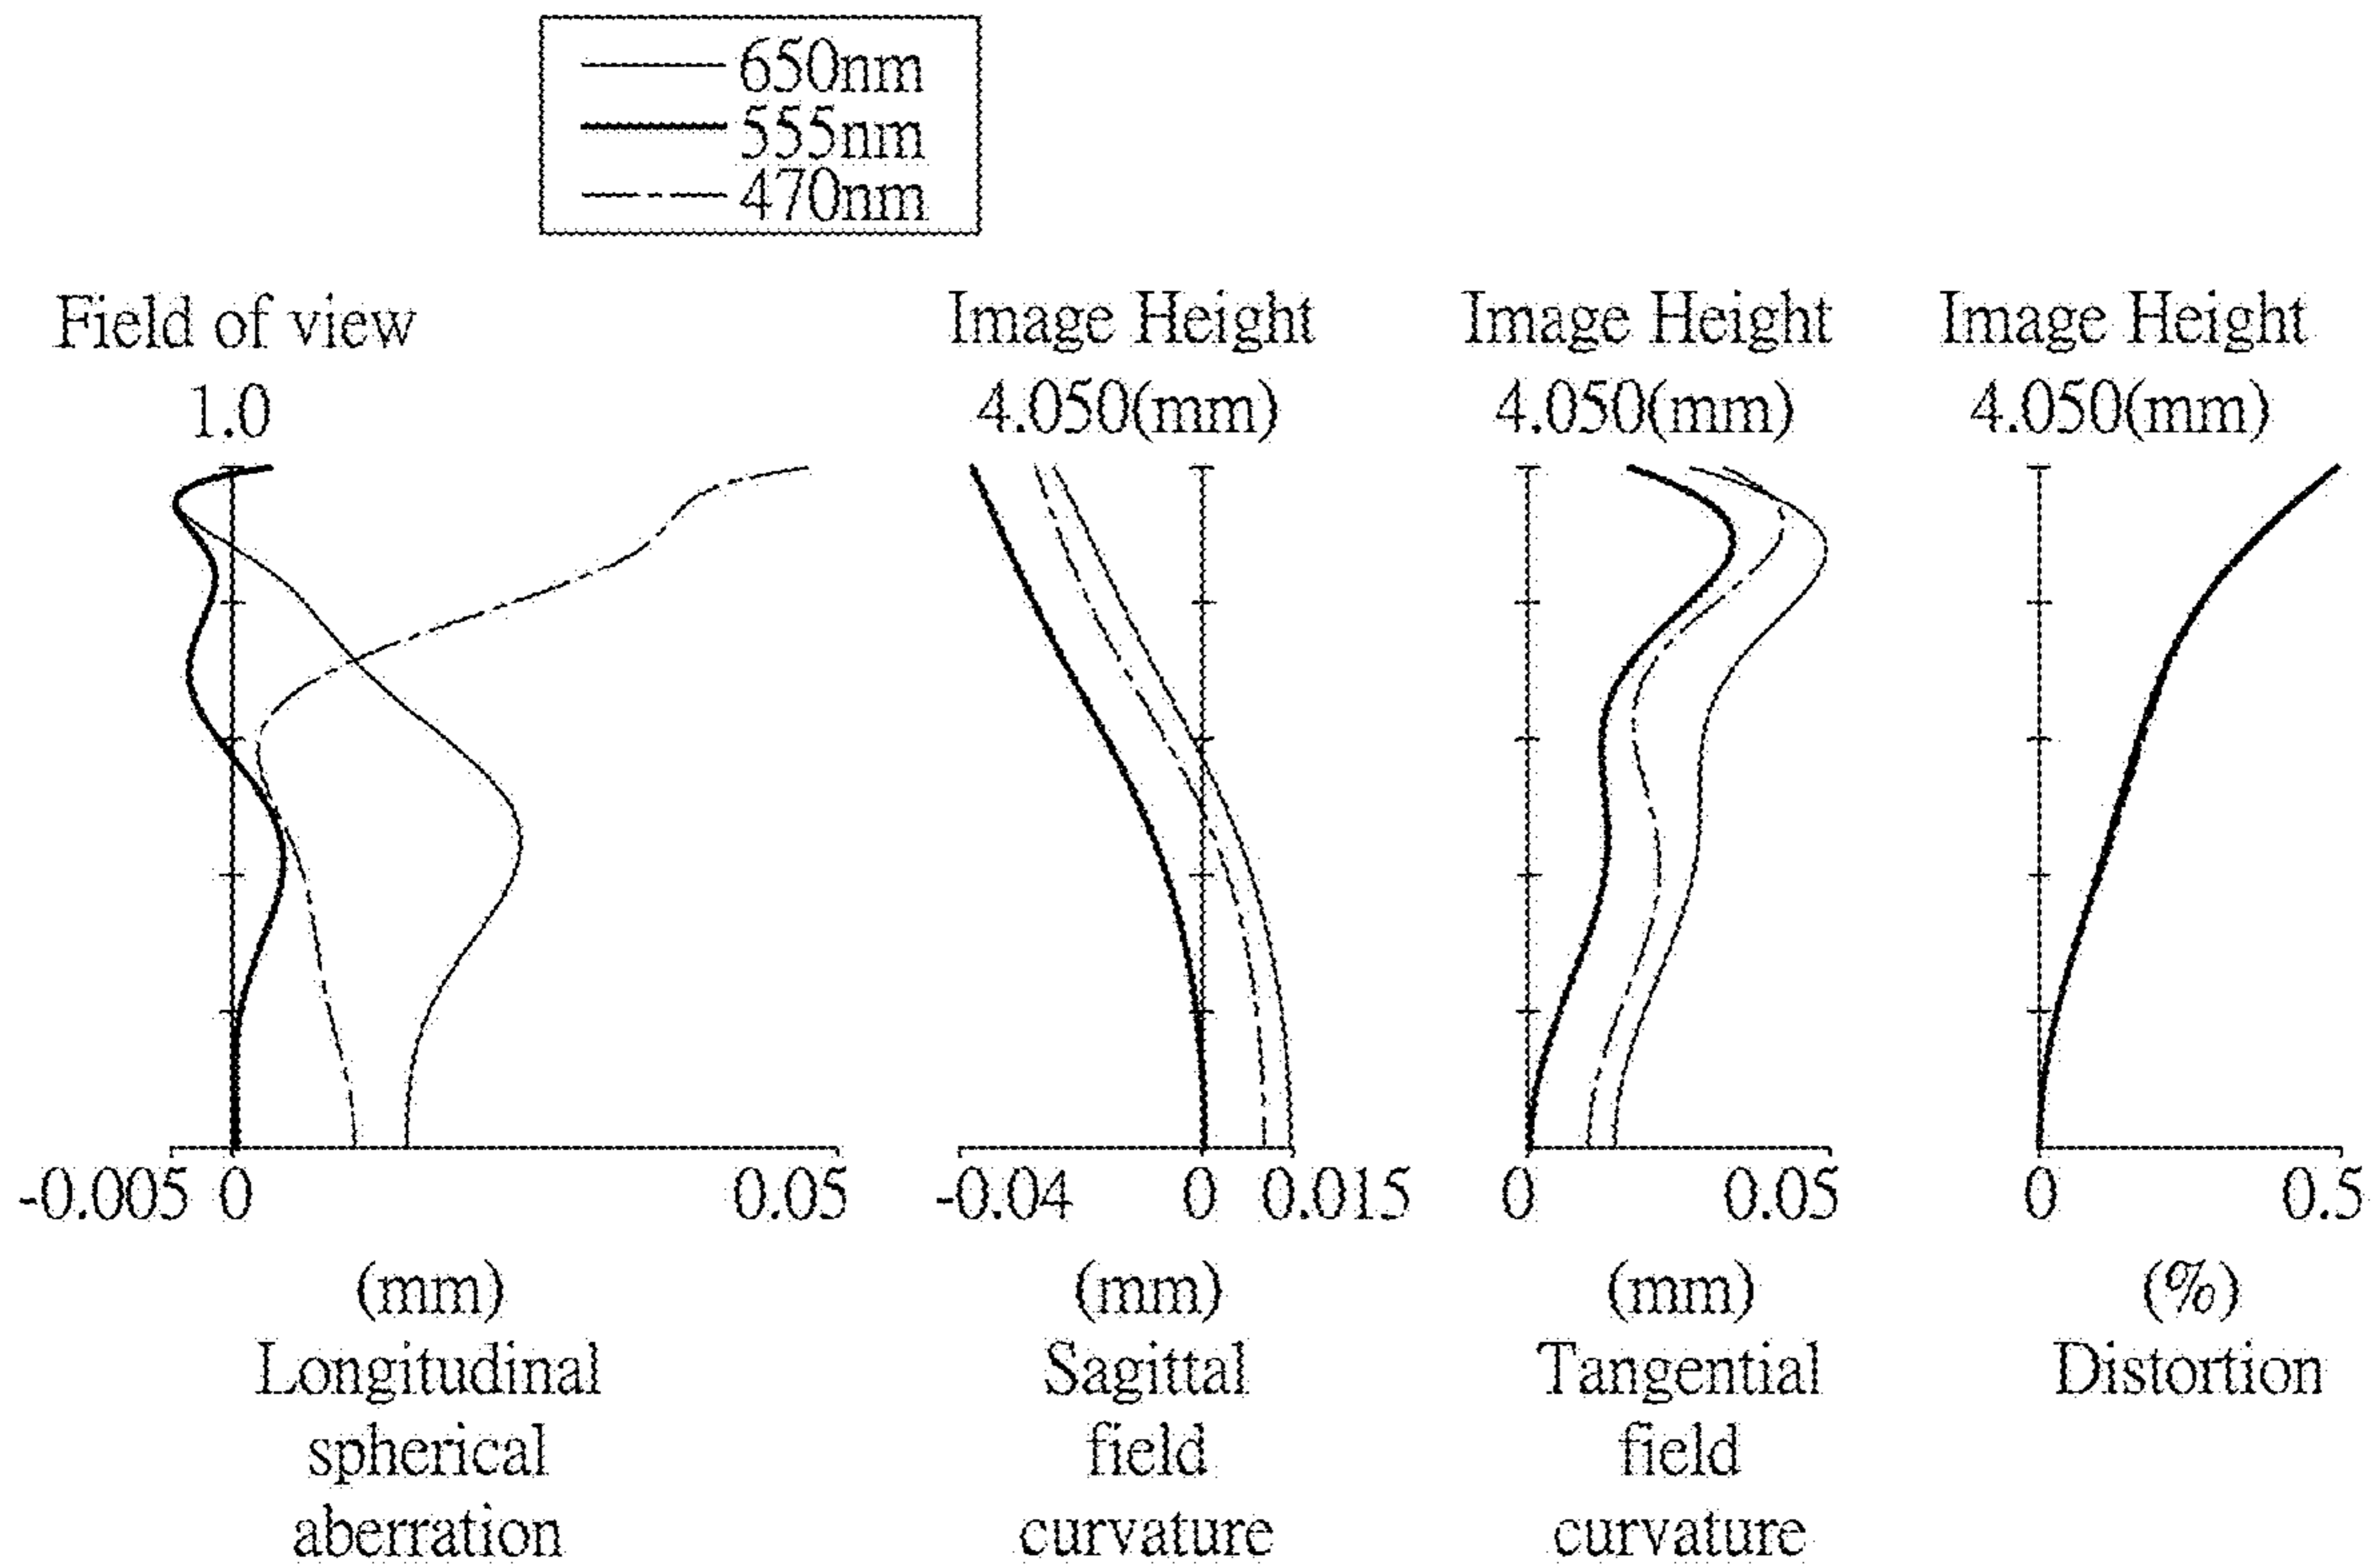 650nm
555nm
470nm
Field of view
1.0
-0.005 0 0.05
(mm)
Longitudinal
spherical
aberration
Image Height
4.050(mm)
-0.04 0 0.015
(mm)
Sagittal
field
curvature
Image Height
4.050(mm)
0 0.05
(mm)
Tangential
field
curvature
Image Height
4.050(mm)
0 0.5
(%)
Distortion